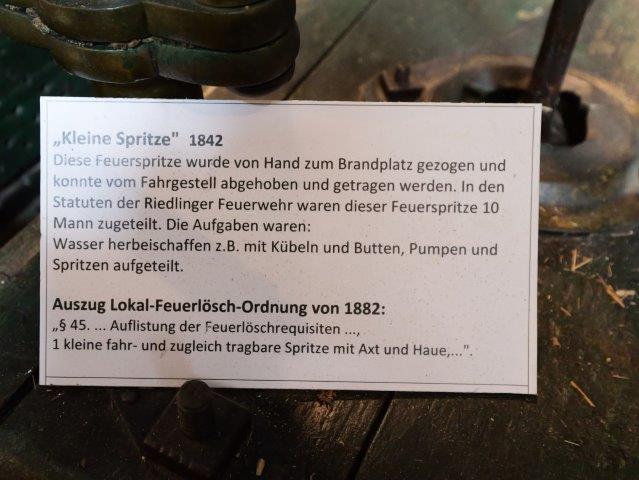 „Kleine Spritze" 1842
Diese Feuerspritze wurde von Hand zum Brandplatz gezogen und
konnte vom Fahrgestell abgehoben und getragen werden. In den
Statuten der Riedlinger Feuerwehr waren dieser Feuerspritze 10
Mann zugeteilt. Die Aufgaben waren:
Wasser herbeischaffen z.B. mit Kübeln und Butten, Pumpen und
Spritzen aufgeteilt.
Auszug Lokal-Feuerlösch-Ordnung von 1882:
„§ 45. ... Auflistung der Feuerlöschrequisiten ...,
1 kleine fahr- und zugleich tragbare Spritze mit Axt und Haue,...".